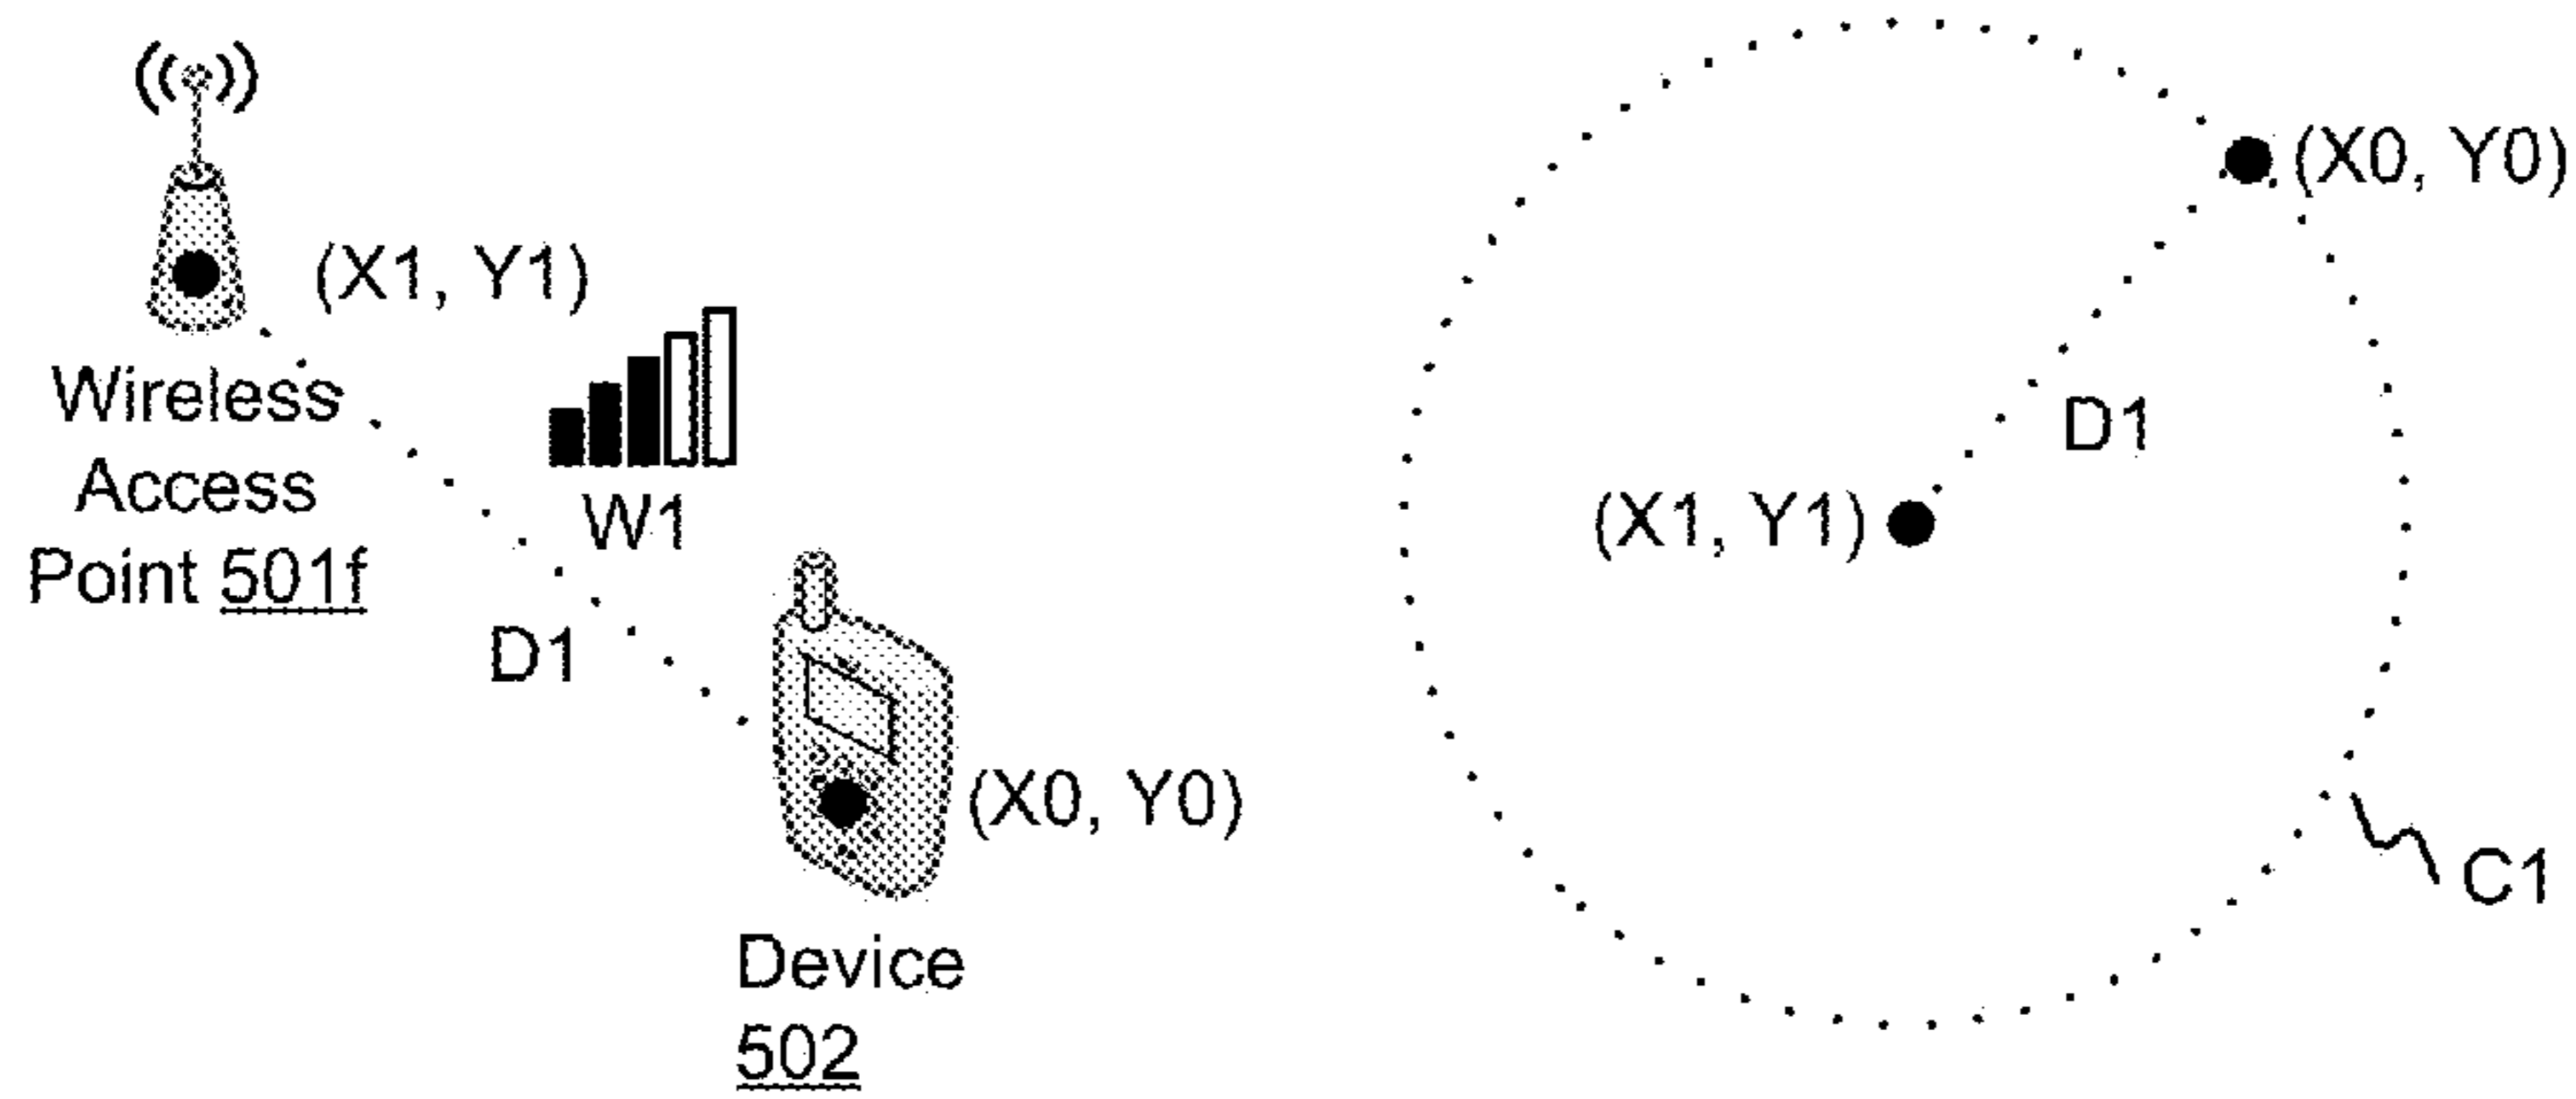 (X1, Y1)
Wireless
Access
Point 501f
W1
D1
(X0, Y0)
Device
502
(X0, Y0)
D1
(X1, Y1)
C1